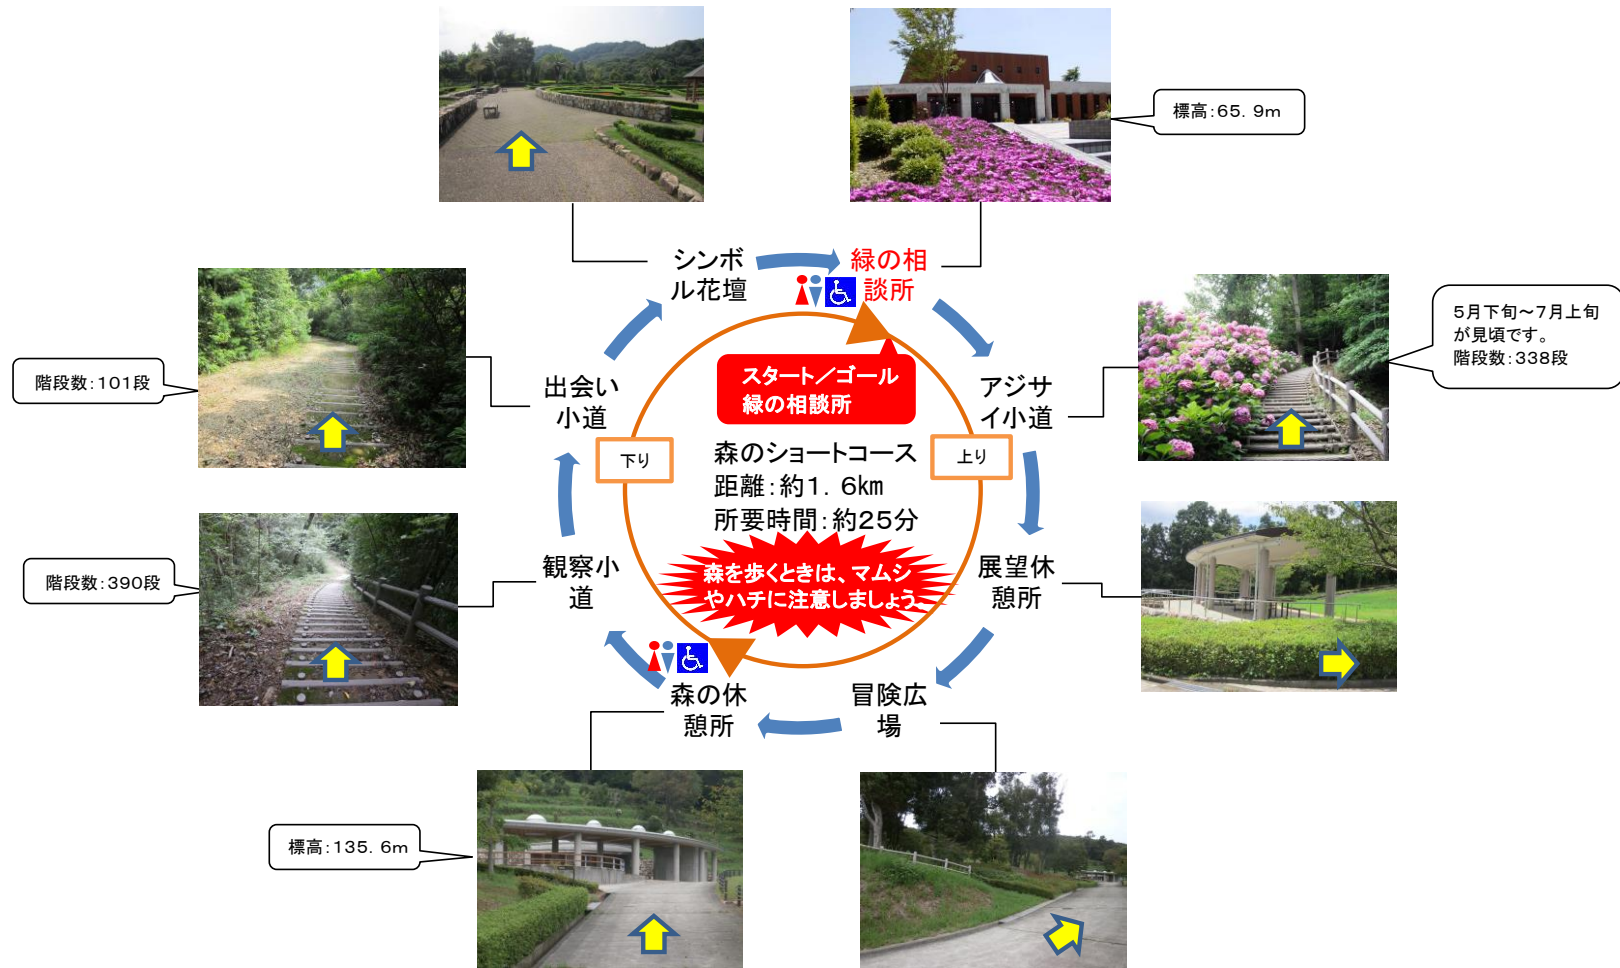 標高:65.9m
シンボ
ル花壇
緑の相
談所
5月下旬～7月上旬
が見頃です。
階段数:338段
階段数:101段
出会い
小道
スタート／ゴール
緑の相談所
アジサ
イ小道
下り
森のショートコース
距離:約1.6㎞
所要時間:約25分
上り
階段数:390段
観察小
道
森を歩くときは、マムシ
やハチに注意しましょう。
展望休
憩所
森の休
憩所
冒険広
場
標高:135.6m